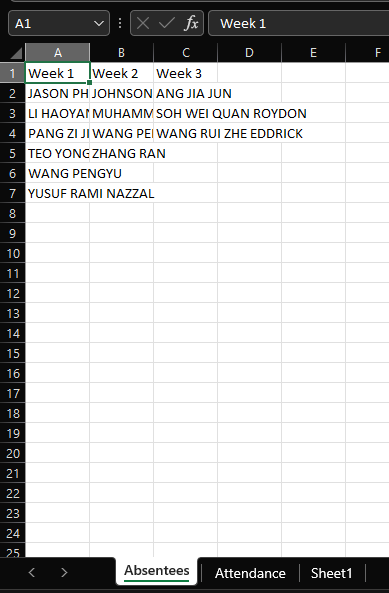 A1 fx Week 1
A B C D E F
1 Week 1 Week 2 Week 3
2 JASON PH JOHNSON ANG JIA JUN
3 LI HAOYAN MUHAMM SOH WEI QUAN ROYDON
4 PANG ZI JI WANG PEI WANG RUI ZHE EDDRICK
5 TEO YONG ZHANG RAN
6 WANG PENGYU
7 YUSUF RAMI NAZZAL
8
9
10
11
12
13
14
15
16
17
18
19
20
21
22
23
24
25
Absentees Attendance Sheet1